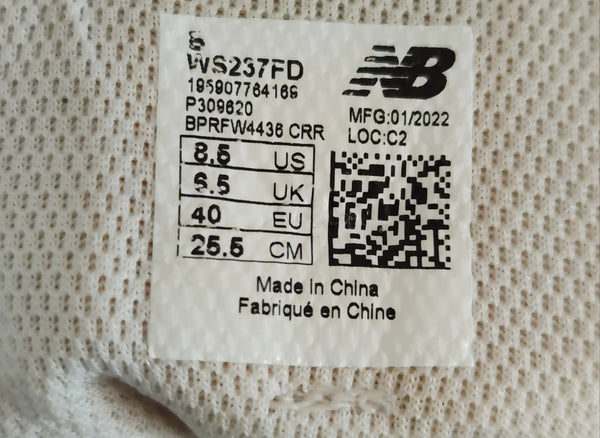 B
WS237FD
195907764169
P309620
BPRFW4436 CRR
8.5 US
6.5 UK
40 EU
25.5 CM
NB
MFG:01/2022
LOC:C2
Made in China
Fabriqué en Chine